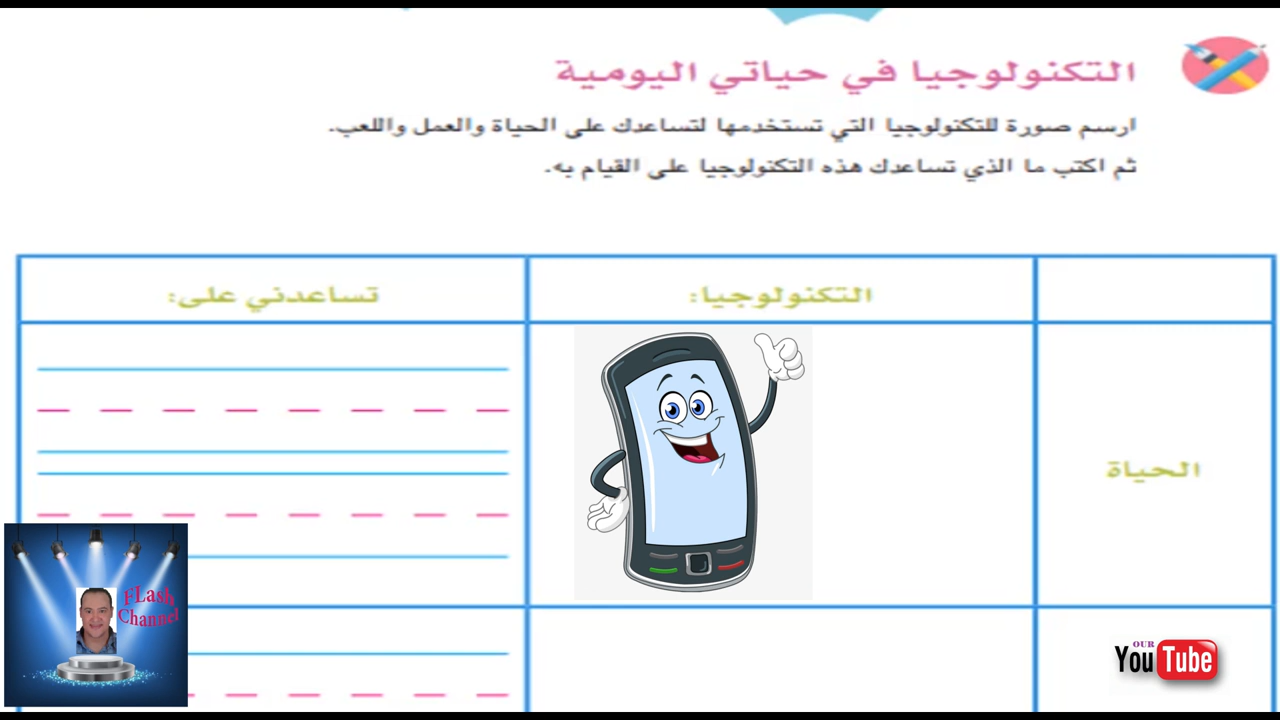 التكنولوجيا في حياتي اليومية
ارسم صورة للتكنولوجيا التي تستخدمها لتساعدك على الحياة والعمل واللعب.
ثم اكتب ما الذي تساعدك هذه التكنولوجيا على القيام به.
التكنولوجيا:
تساعدني على:
الحياة
FLash
Channel
OUR
YouTube